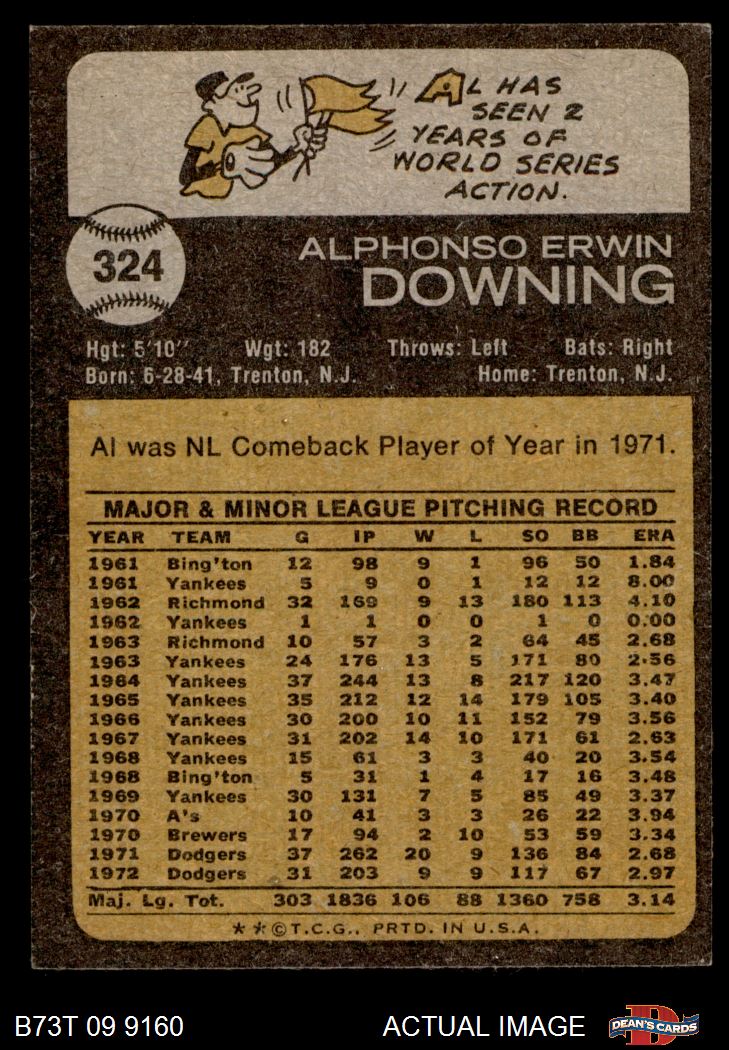 AL HAS
SEEN 2
YEARS OF
WORLD SERIES
ACTION.
324
ALPHONSO ERWIN
DOWNING
Hgt: 5'10" Wgt: 182 Throws: Left Bats: Right
Born: 6-28-41, Trenton, N.J. Home: Trenton, N.J.
Al was NL Comeback Player of Year in 1971.
MAJOR & MINOR LEAGUE PITCHING RECORD
YEAR TEAM G IP W L SO BB ERA
1961 Bing'ton 12 98 9 1 96 50 1.84
1961 Yankees 5 9 0 1 12 12 8.00
1962 Richmond 32 169 9 13 180 113 4.10
1962 Yankees 1 1 0 0 1 0 0.00
1963 Richmond 10 57 3 2 64 45 2.68
1963 Yankees 24 176 13 5 171 80 2.56
1964 Yankees 37 244 13 8 217 120 3.47
1965 Yankees 35 212 12 14 179 105 3.40
1966 Yankees 30 200 10 11 152 79 3.56
1967 Yankees 31 202 14 10 171 61 2.63
1968 Yankees 15 61 3 3 40 20 3.54
1968 Bing'ton 5 31 1 4 17 16 3.48
1969 Yankees 30 131 7 5 85 49 3.37
1970 A's 10 41 3 3 26 22 3.94
1970 Brewers 17 94 2 10 53 59 3.34
1971 Dodgers 37 262 20 9 136 84 2.68
1972 Dodgers 31 203 9 9 117 67 2.97
Maj. Lg. Tot. 303 1836 106 88 1360 758 3.14
★★©T.C.G.. PRTD. IN U.S.A.
B73T 09 9160 ACTUAL IMAGE DEAN'S CARDS